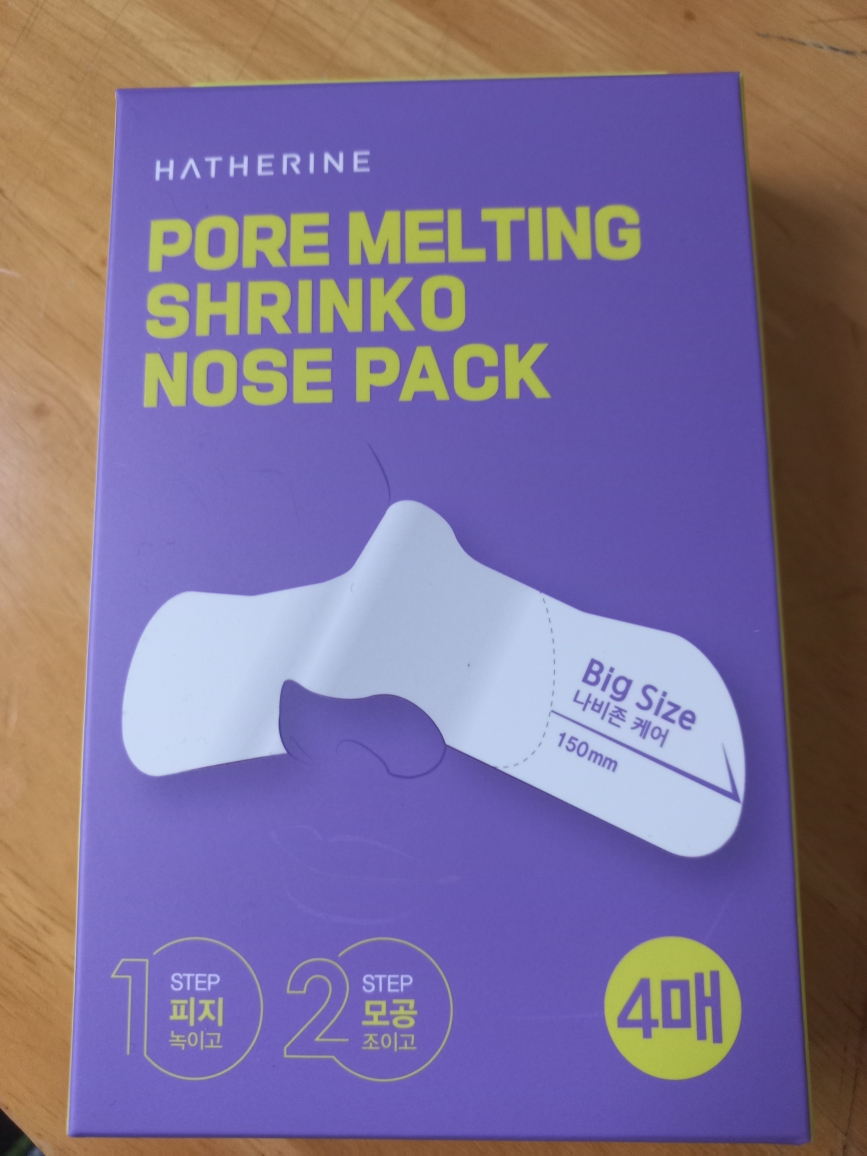 HATHERINE
PORE MELTING
SHRINKO
NOSE PACK
Big Size
나비존 케어
150mm
1 STEP
피지
녹이고
2 STEP
모공
조이고
4매